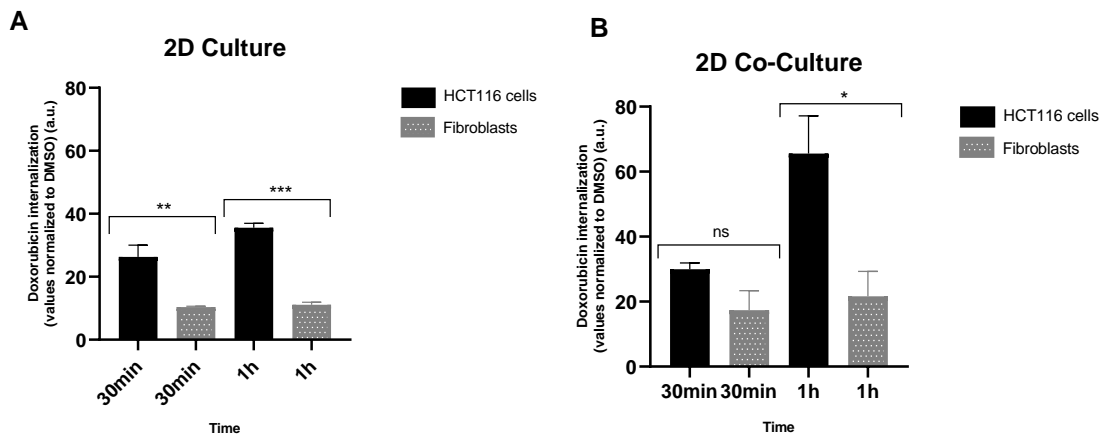 A
2D Culture
Doxorubicin internalization
(values normalized to DMSO) (a.u.)
80
60
40
20
0
**
***
30min
30min
1h
1h
Time
HCT116 cells
Fibroblasts
B
2D Co-Culture
Doxorubicin internalization
(values normalized to DMSO) (a.u.)
80
60
40
20
0
ns
*
30min
30min
1h
1h
Time
HCT116 cells
Fibroblasts